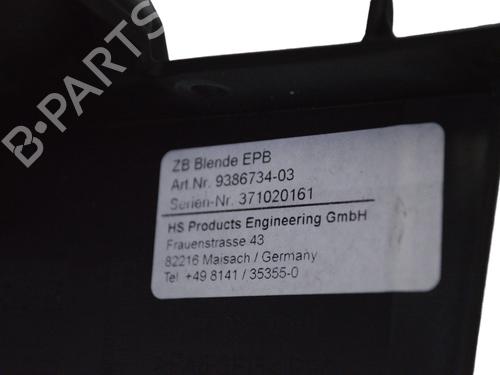 B-PARTS
ZB Blende EPB
Art.Nr. 9386734-03
Serien-Nr. 371020161
HS Products Engineering GmbH
Frauenstrasse 43
82216 Maisach / Germany
Tel +49 8141 / 35355-0